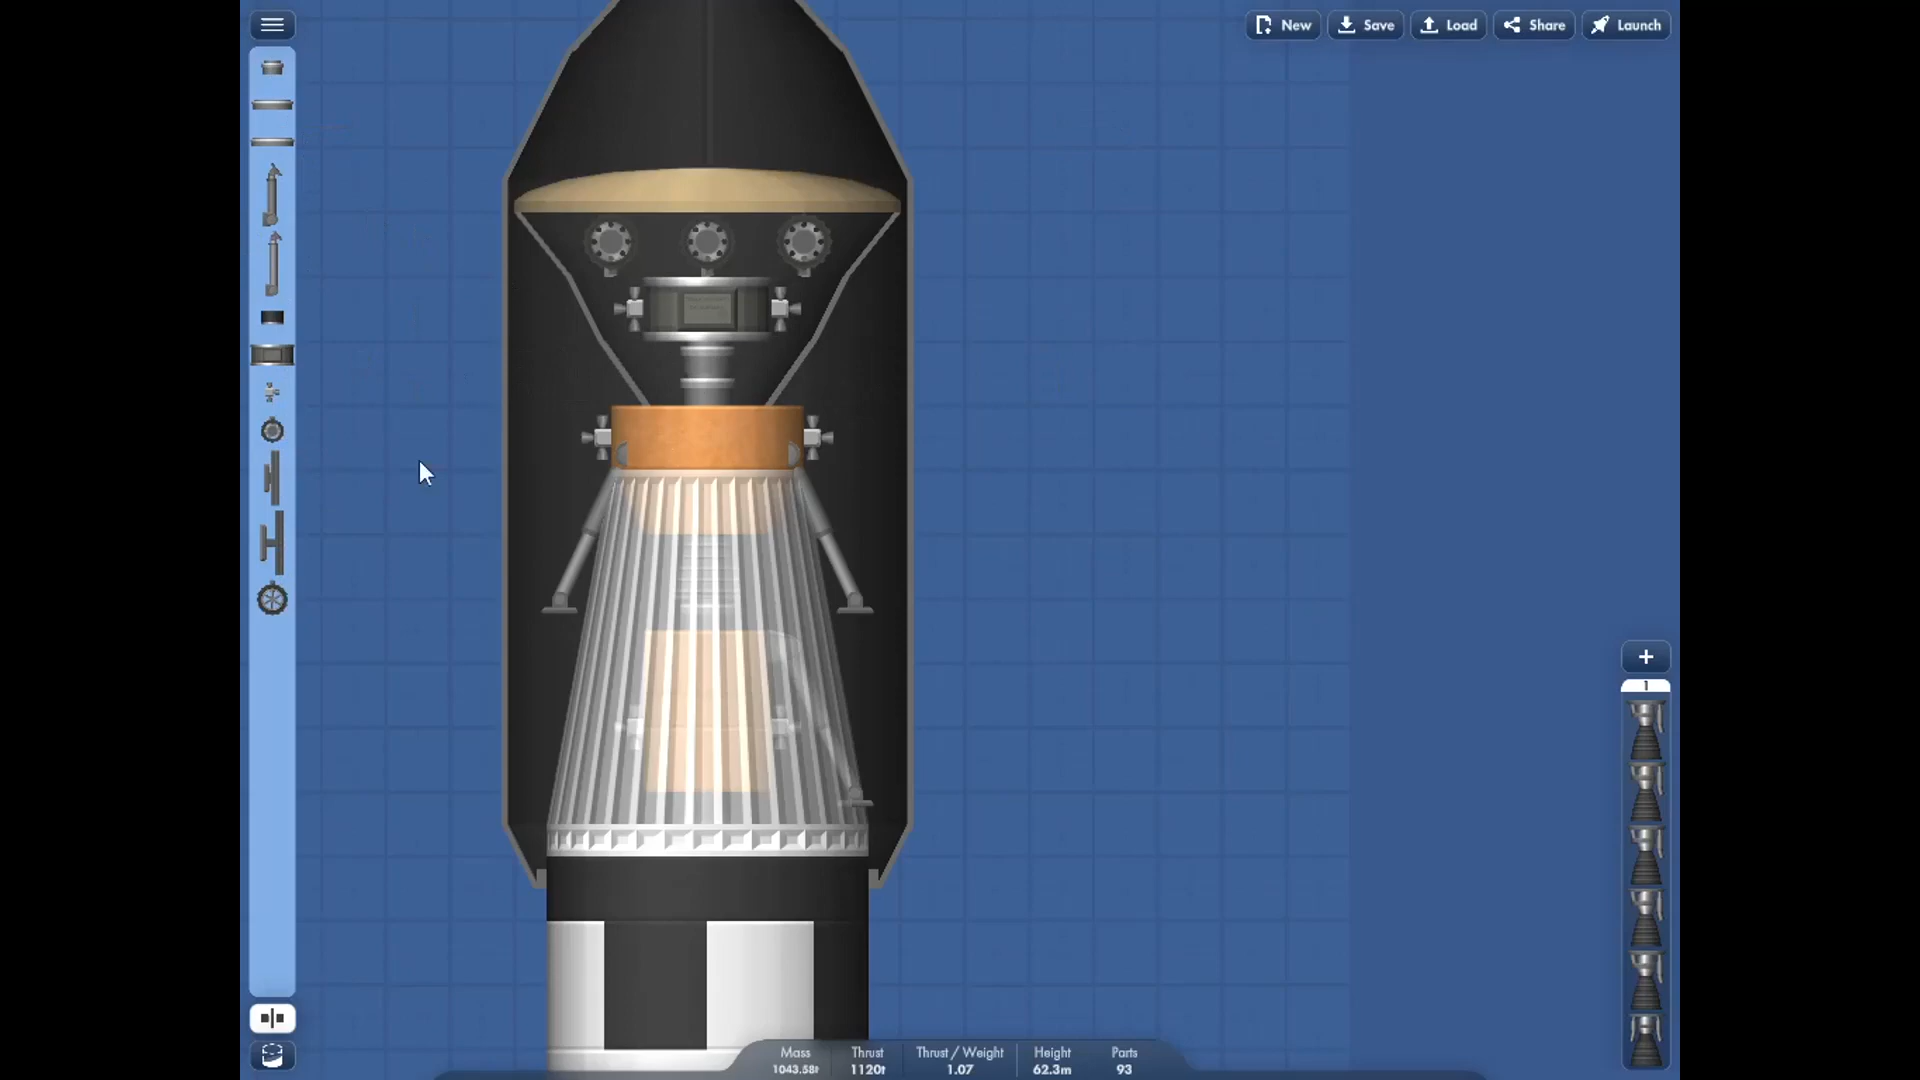 New
Save
Load
Share
Launch
1
Mass
1043.58t
Thrust
1120t
Thrust / Weight
1.07
Height
62.3m
Parts
93